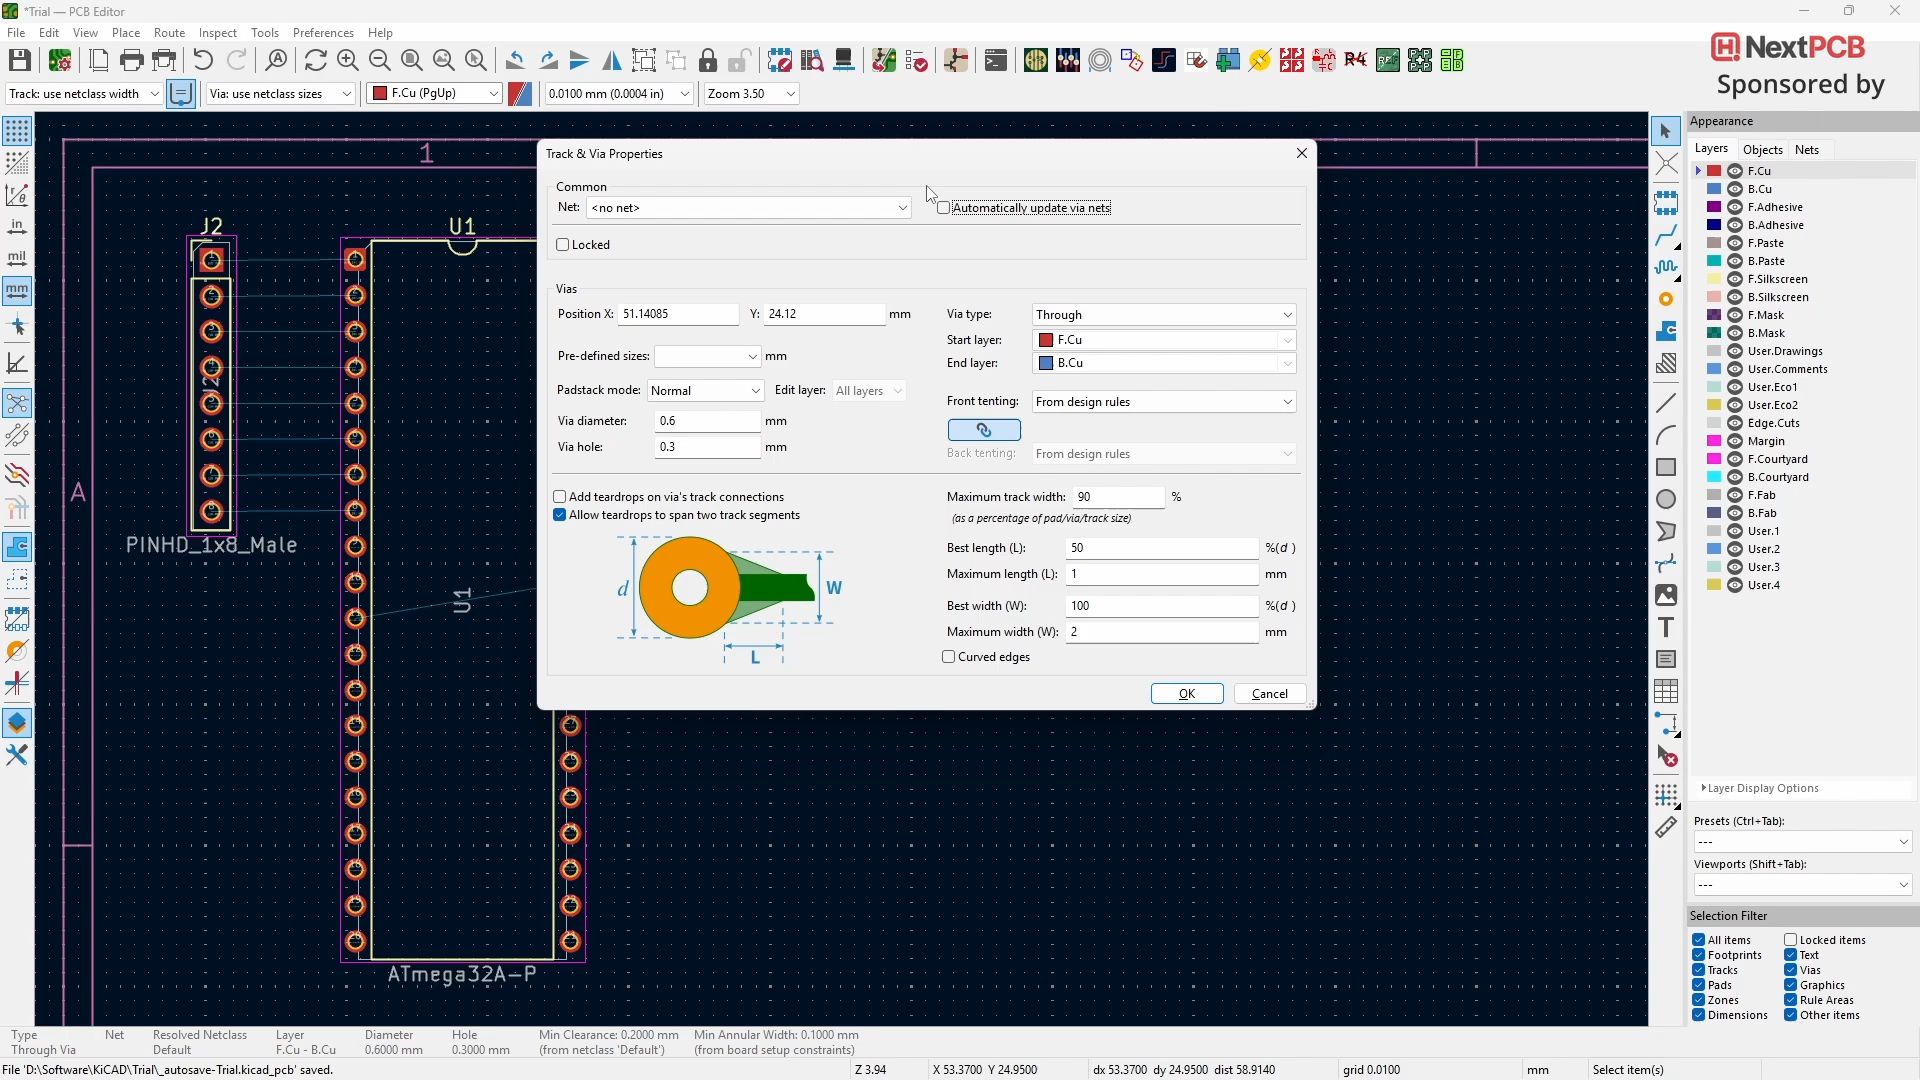 *Trial — PCB Editor
File Edit View Place Route Inspect Tools Preferences Help
NextPCB
Sponsored by
Track: use netclass width
Via: use netclass sizes
F.Cu (PgUp)
0.0100 mm (0.0004 in)
Zoom 3.50
R4
REF
in
mil
mm
1
A
J2
J2
PINHD_1x8_Male
U1
U1
ATmega32A-P
Track & Via Properties
Common
Net: <no net>
Automatically update via nets
Locked
Vias
Position X: 51.14085 Y: 24.12 mm
Pre-defined sizes: mm
Padstack mode: Normal Edit layer: All layers
Via diameter: 0.6 mm
Via hole: 0.3 mm
Via type: Through
Start layer: F.Cu
End layer: B.Cu
Front tenting: From design rules
Back tenting: From design rules
Add teardrops on via's track connections
Allow teardrops to span two track segments
d
W
L
Maximum track width: 90 %
(as a percentage of pad/via/track size)
Best length (L): 50 %(d )
Maximum length (L): 1 mm
Best width (W): 100 %(d )
Maximum width (W): 2 mm
Curved edges
OK
Cancel
Appearance
Layers Objects Nets
F.Cu
B.Cu
F.Adhesive
B.Adhesive
F.Paste
B.Paste
F.Silkscreen
B.Silkscreen
F.Mask
B.Mask
User.Drawings
User.Comments
User.Eco1
User.Eco2
Edge.Cuts
Margin
F.Courtyard
B.Courtyard
F.Fab
B.Fab
User.1
User.2
User.3
User.4
Layer Display Options
Presets (Ctrl+Tab):
---
Viewports (Shift+Tab):
---
Selection Filter
All items Locked items
Footprints Text
Tracks Vias
Pads Graphics
Zones Rule Areas
Dimensions Other items
Type Net Resolved Netclass Layer Diameter Hole Min Clearance: 0.2000 mm Min Annular Width: 0.1000 mm
Through Via Default F.Cu - B.Cu 0.6000 mm 0.3000 mm (from netclass 'Default') (from board setup constraints)
File 'D:\Software\KiCAD\Trial\_autosave-Trial.kicad_pcb' saved. Z 3.94 X 53.3700 Y 24.9500 dx 53.3700 dy 24.9500 dist 58.9140 grid 0.0100 mm Select item(s)